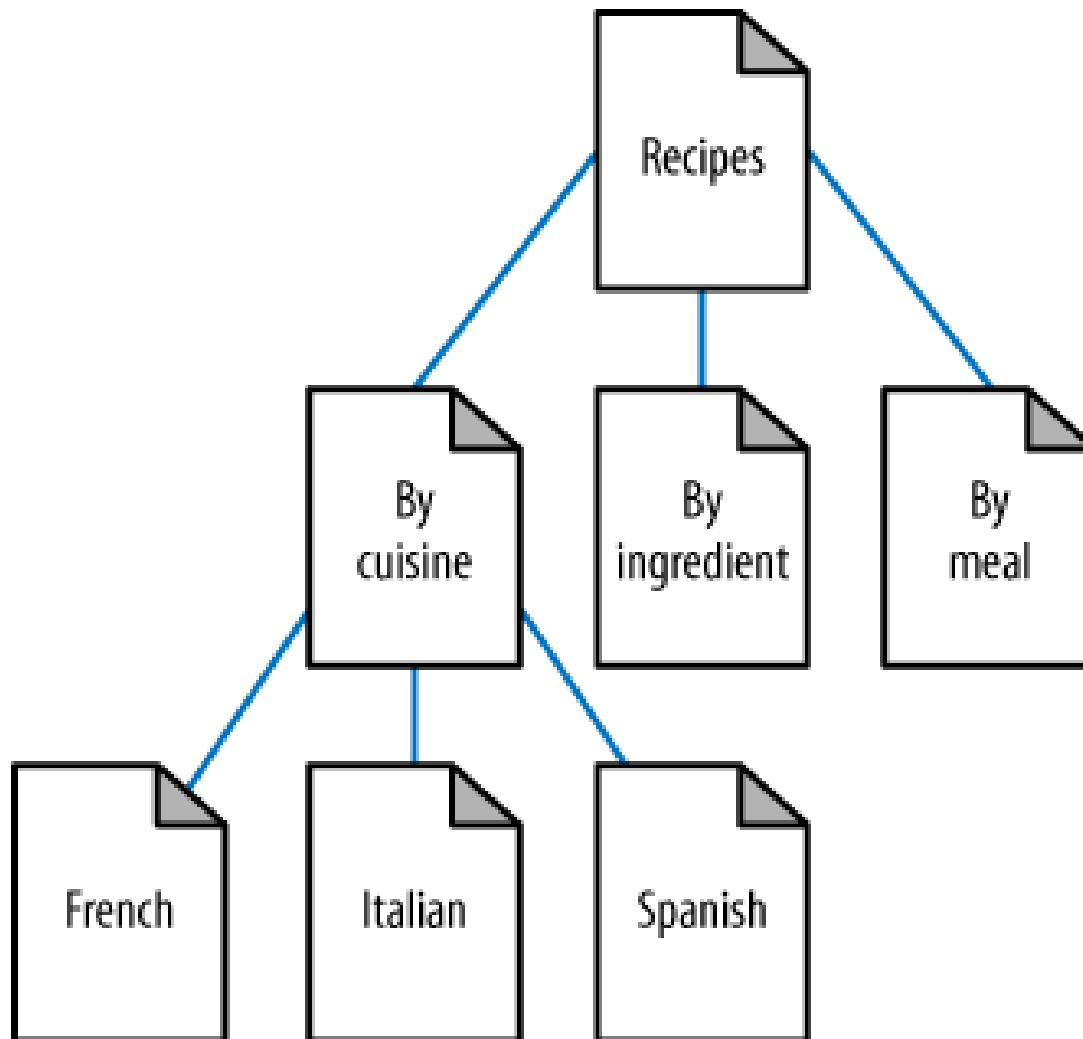 Recipes
By
cuisine
By
ingredient
By
meal
French
Italian
Spanish